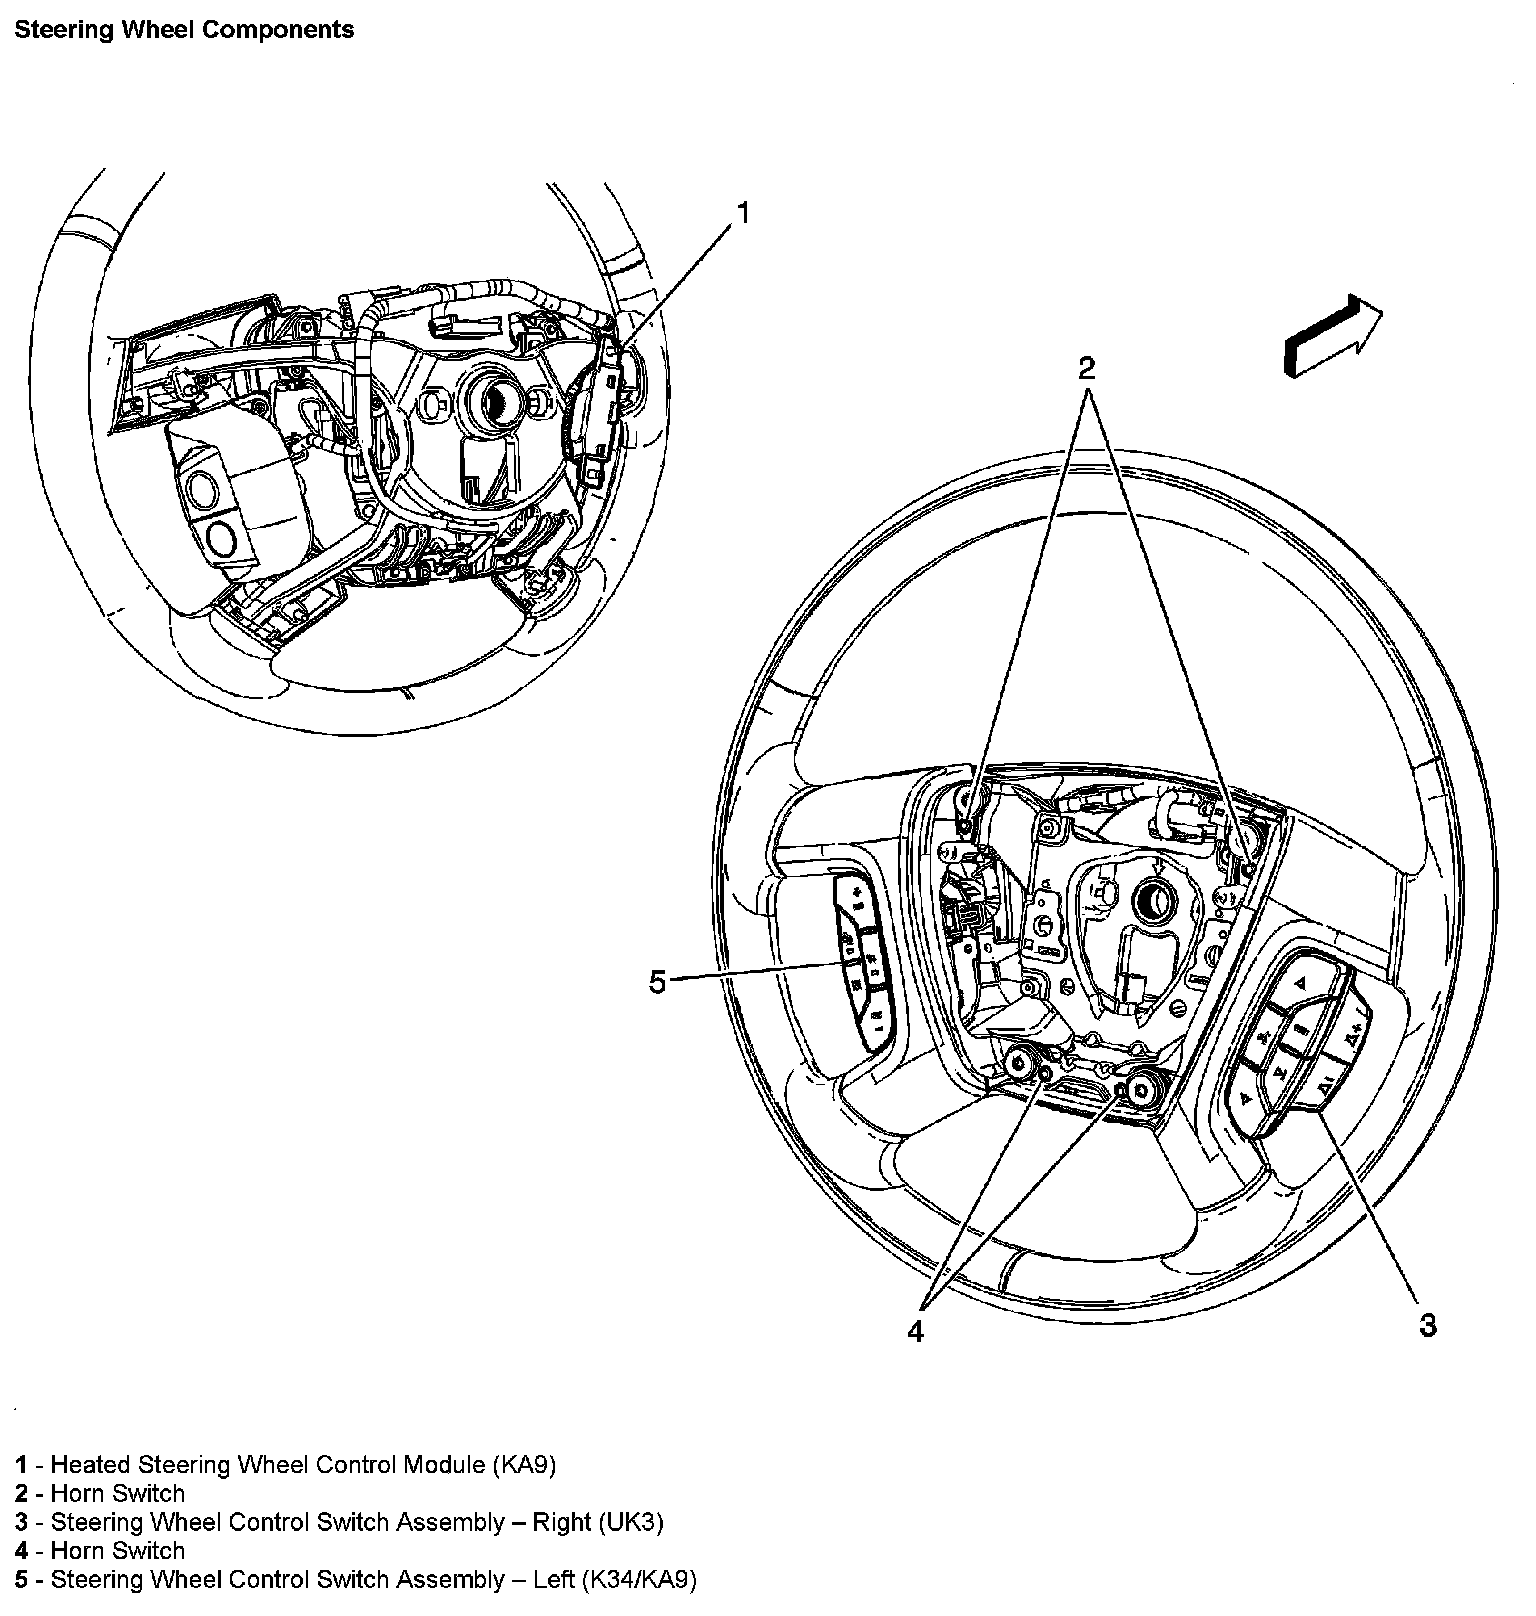 Steering Wheel Components
1
2
5
4
3
1 - Heated Steering Wheel Control Module (KA9)
2 - Horn Switch
3 - Steering Wheel Control Switch Assembly – Right (UK3)
4 - Horn Switch
5 - Steering Wheel Control Switch Assembly – Left (K34/KA9)